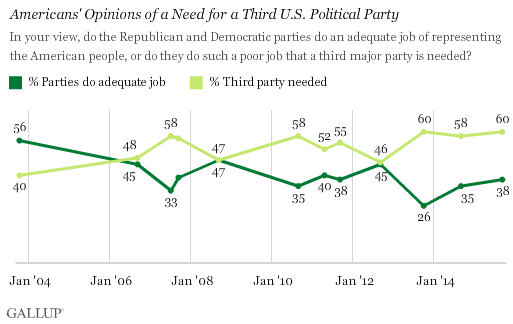 Americans' Opinions of a Need for a Third U.S. Political Party
In your view, do the Republican and Democratic parties do an adequate job of representing
the American people, or do they do such a poor job that a third major party is needed?
% Parties do adequate job % Third party needed
56 48 58 47 58 52 55 46 60 58 60
40 45 33 47 35 40 38 45 26 35 38
Jan '04 Jan '06 Jan '08 Jan '10 Jan '12 Jan '14
GALLUP®